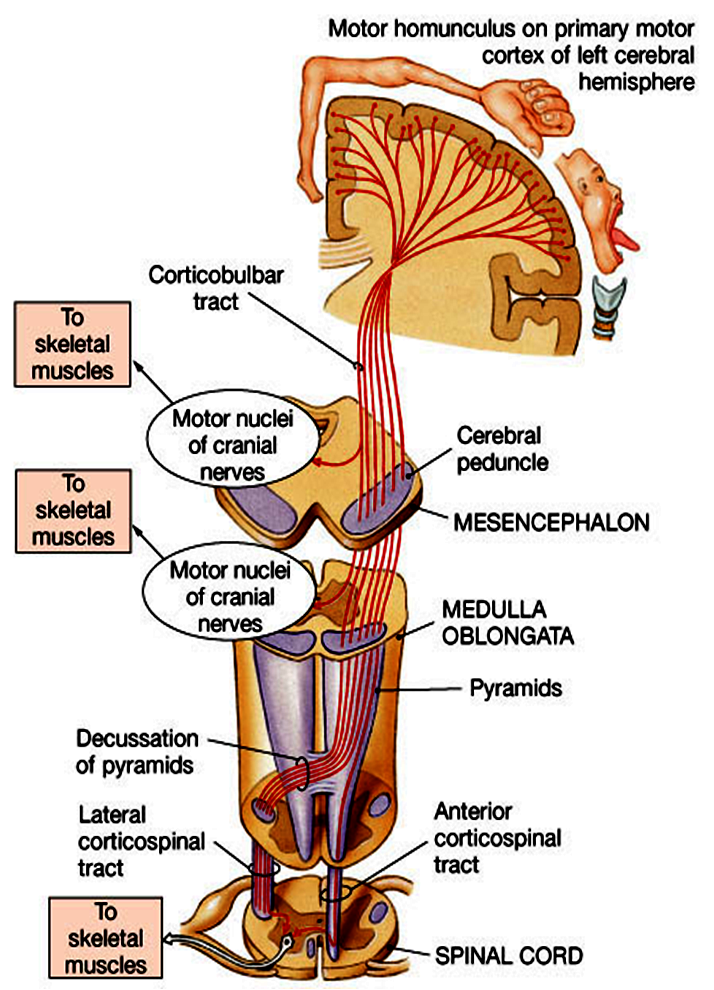 Motor homunculus on primary motor
cortex of left cerebral
hemisphere
Corticobulbar
tract
To
skeletal
muscles
Motor nuclei
of cranial
nerves
Cerebral
peduncle
To
skeletal
muscles
MESENCEPHALON
Motor nuclei
of cranial
nerves
MEDULLA
OBLONGATA
Pyramids
Decussation
of pyramids
Lateral
corticospinal
tract
Anterior
corticospinal
tract
To
skeletal
muscles
SPINAL CORD